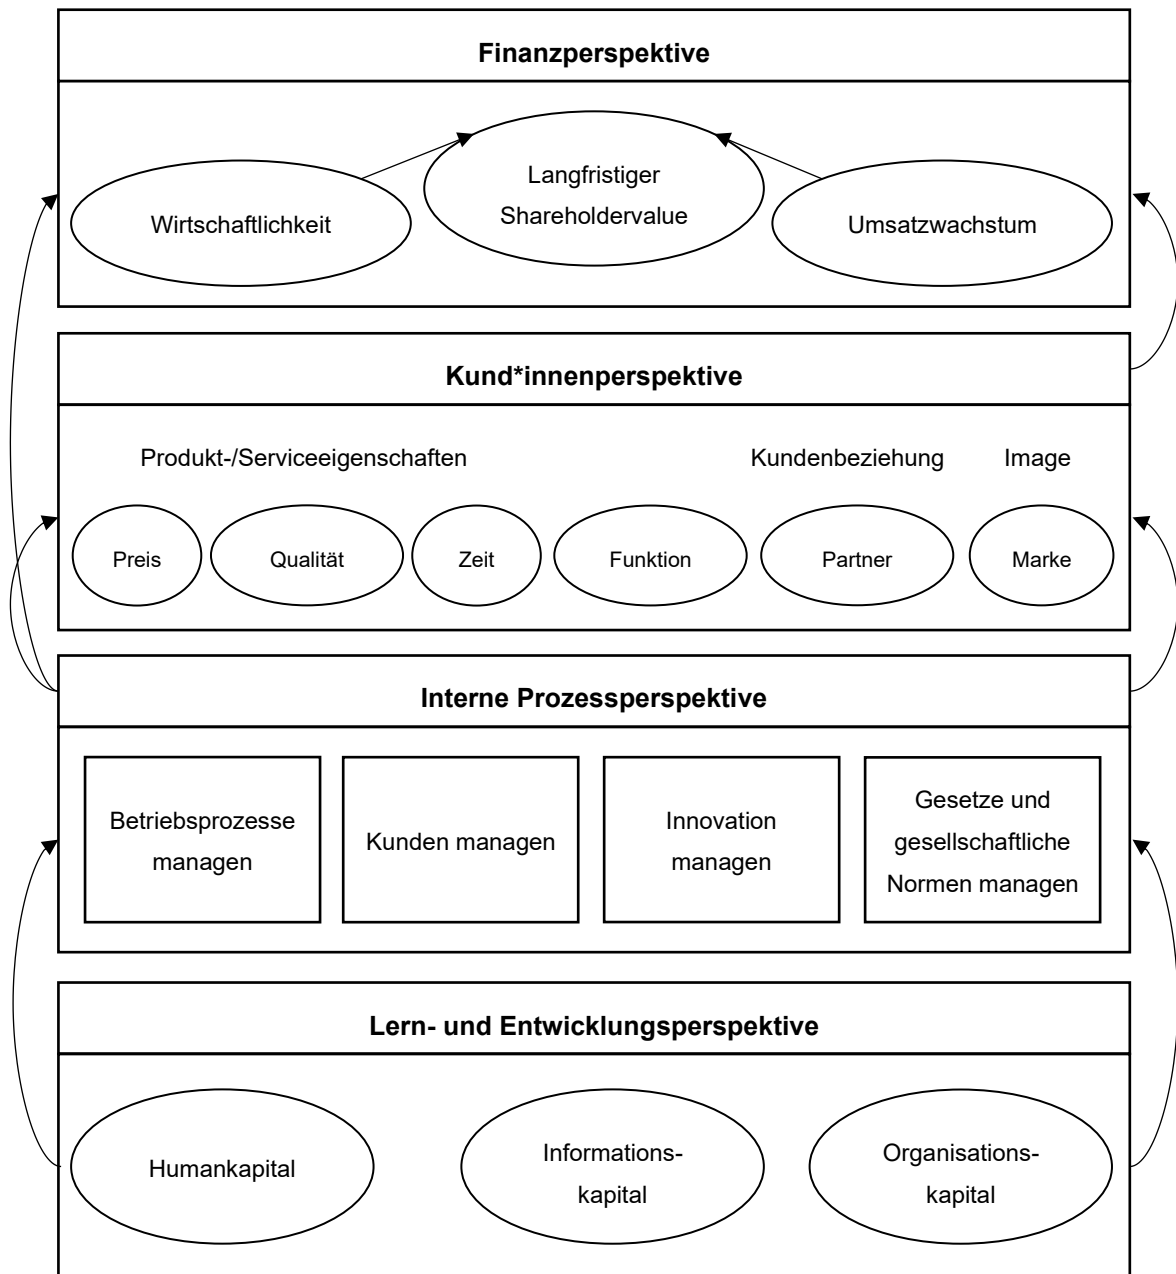 Finanzperspektive
Wirtschaftlichkeit
Langfristiger
Shareholdervalue
Umsatzwachstum
Kund*innenperspektive
Produkt-/Serviceeigenschaften
Kundenbeziehung
Image
Preis
Qualität
Zeit
Funktion
Partner
Marke
Interne Prozessperspektive
Betriebsprozesse
managen
Kunden managen
Innovation
managen
Gesetze und
gesellschaftliche
Normen managen
Lern- und Entwicklungsperspektive
Humankapital
Informations-
kapital
Organisations-
kapital